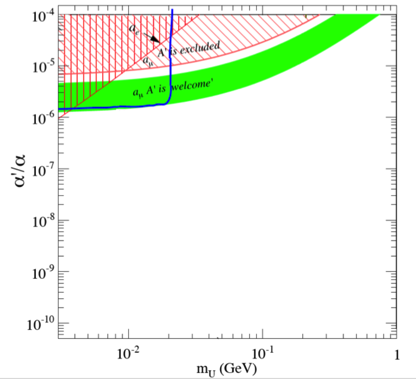 10^-4
10^-5
10^-6
10^-7
10^-8
10^-9
10^-10
α'/α
a_e
A' is excluded
a_μ
a_μ A' is 'welcome'
10^-2
10^-1
1
m_U (GeV)